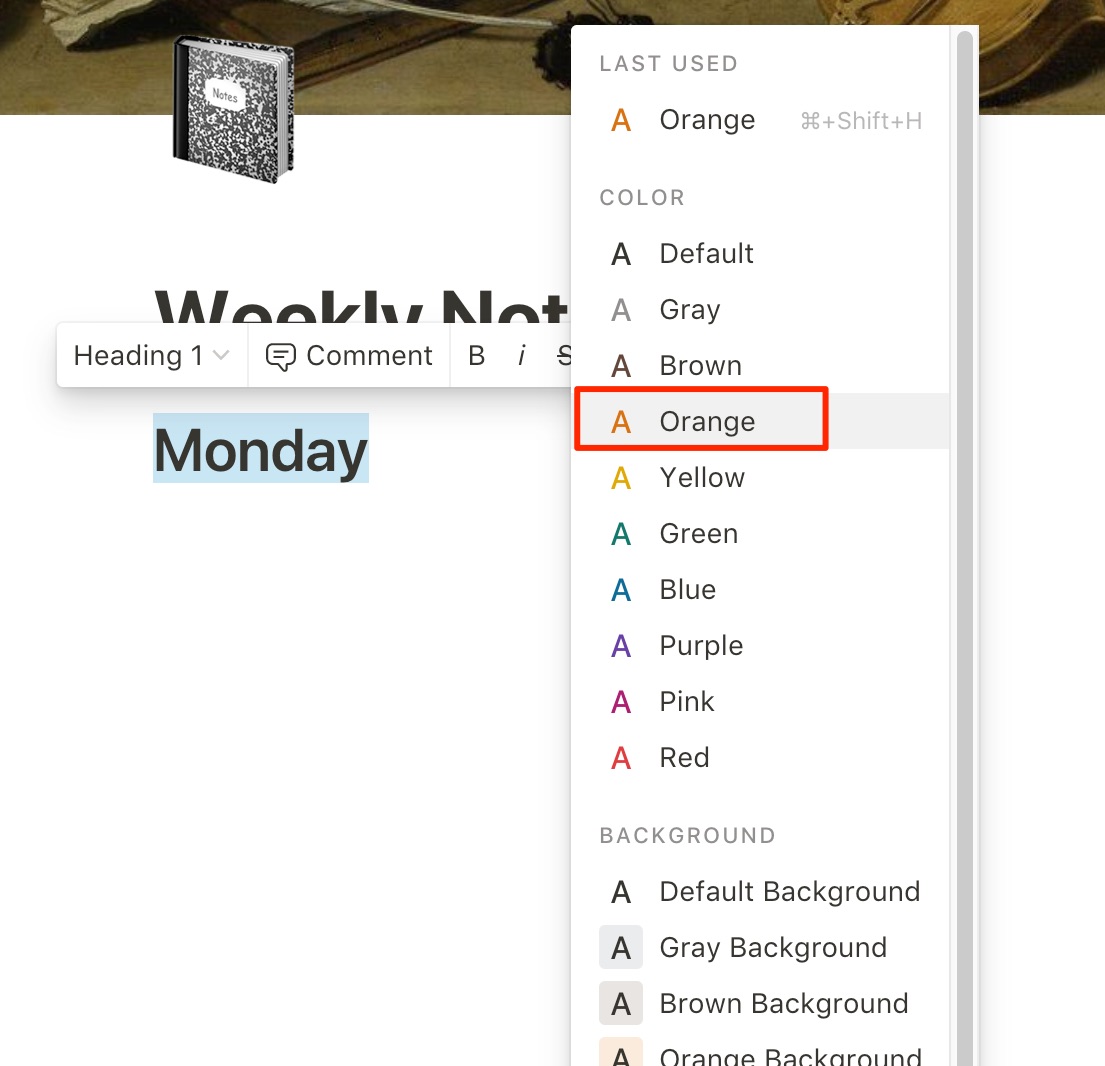 Notes
LAST USED
A Orange ⌘+Shift+H
COLOR
A Default
A Gray
A Brown
A Orange
A Yellow
A Green
A Blue
A Purple
A Pink
A Red
BACKGROUND
A Default Background
A Gray Background
A Brown Background
A Orange Background
Weekly Not
Heading 1 Comment B i S
Monday